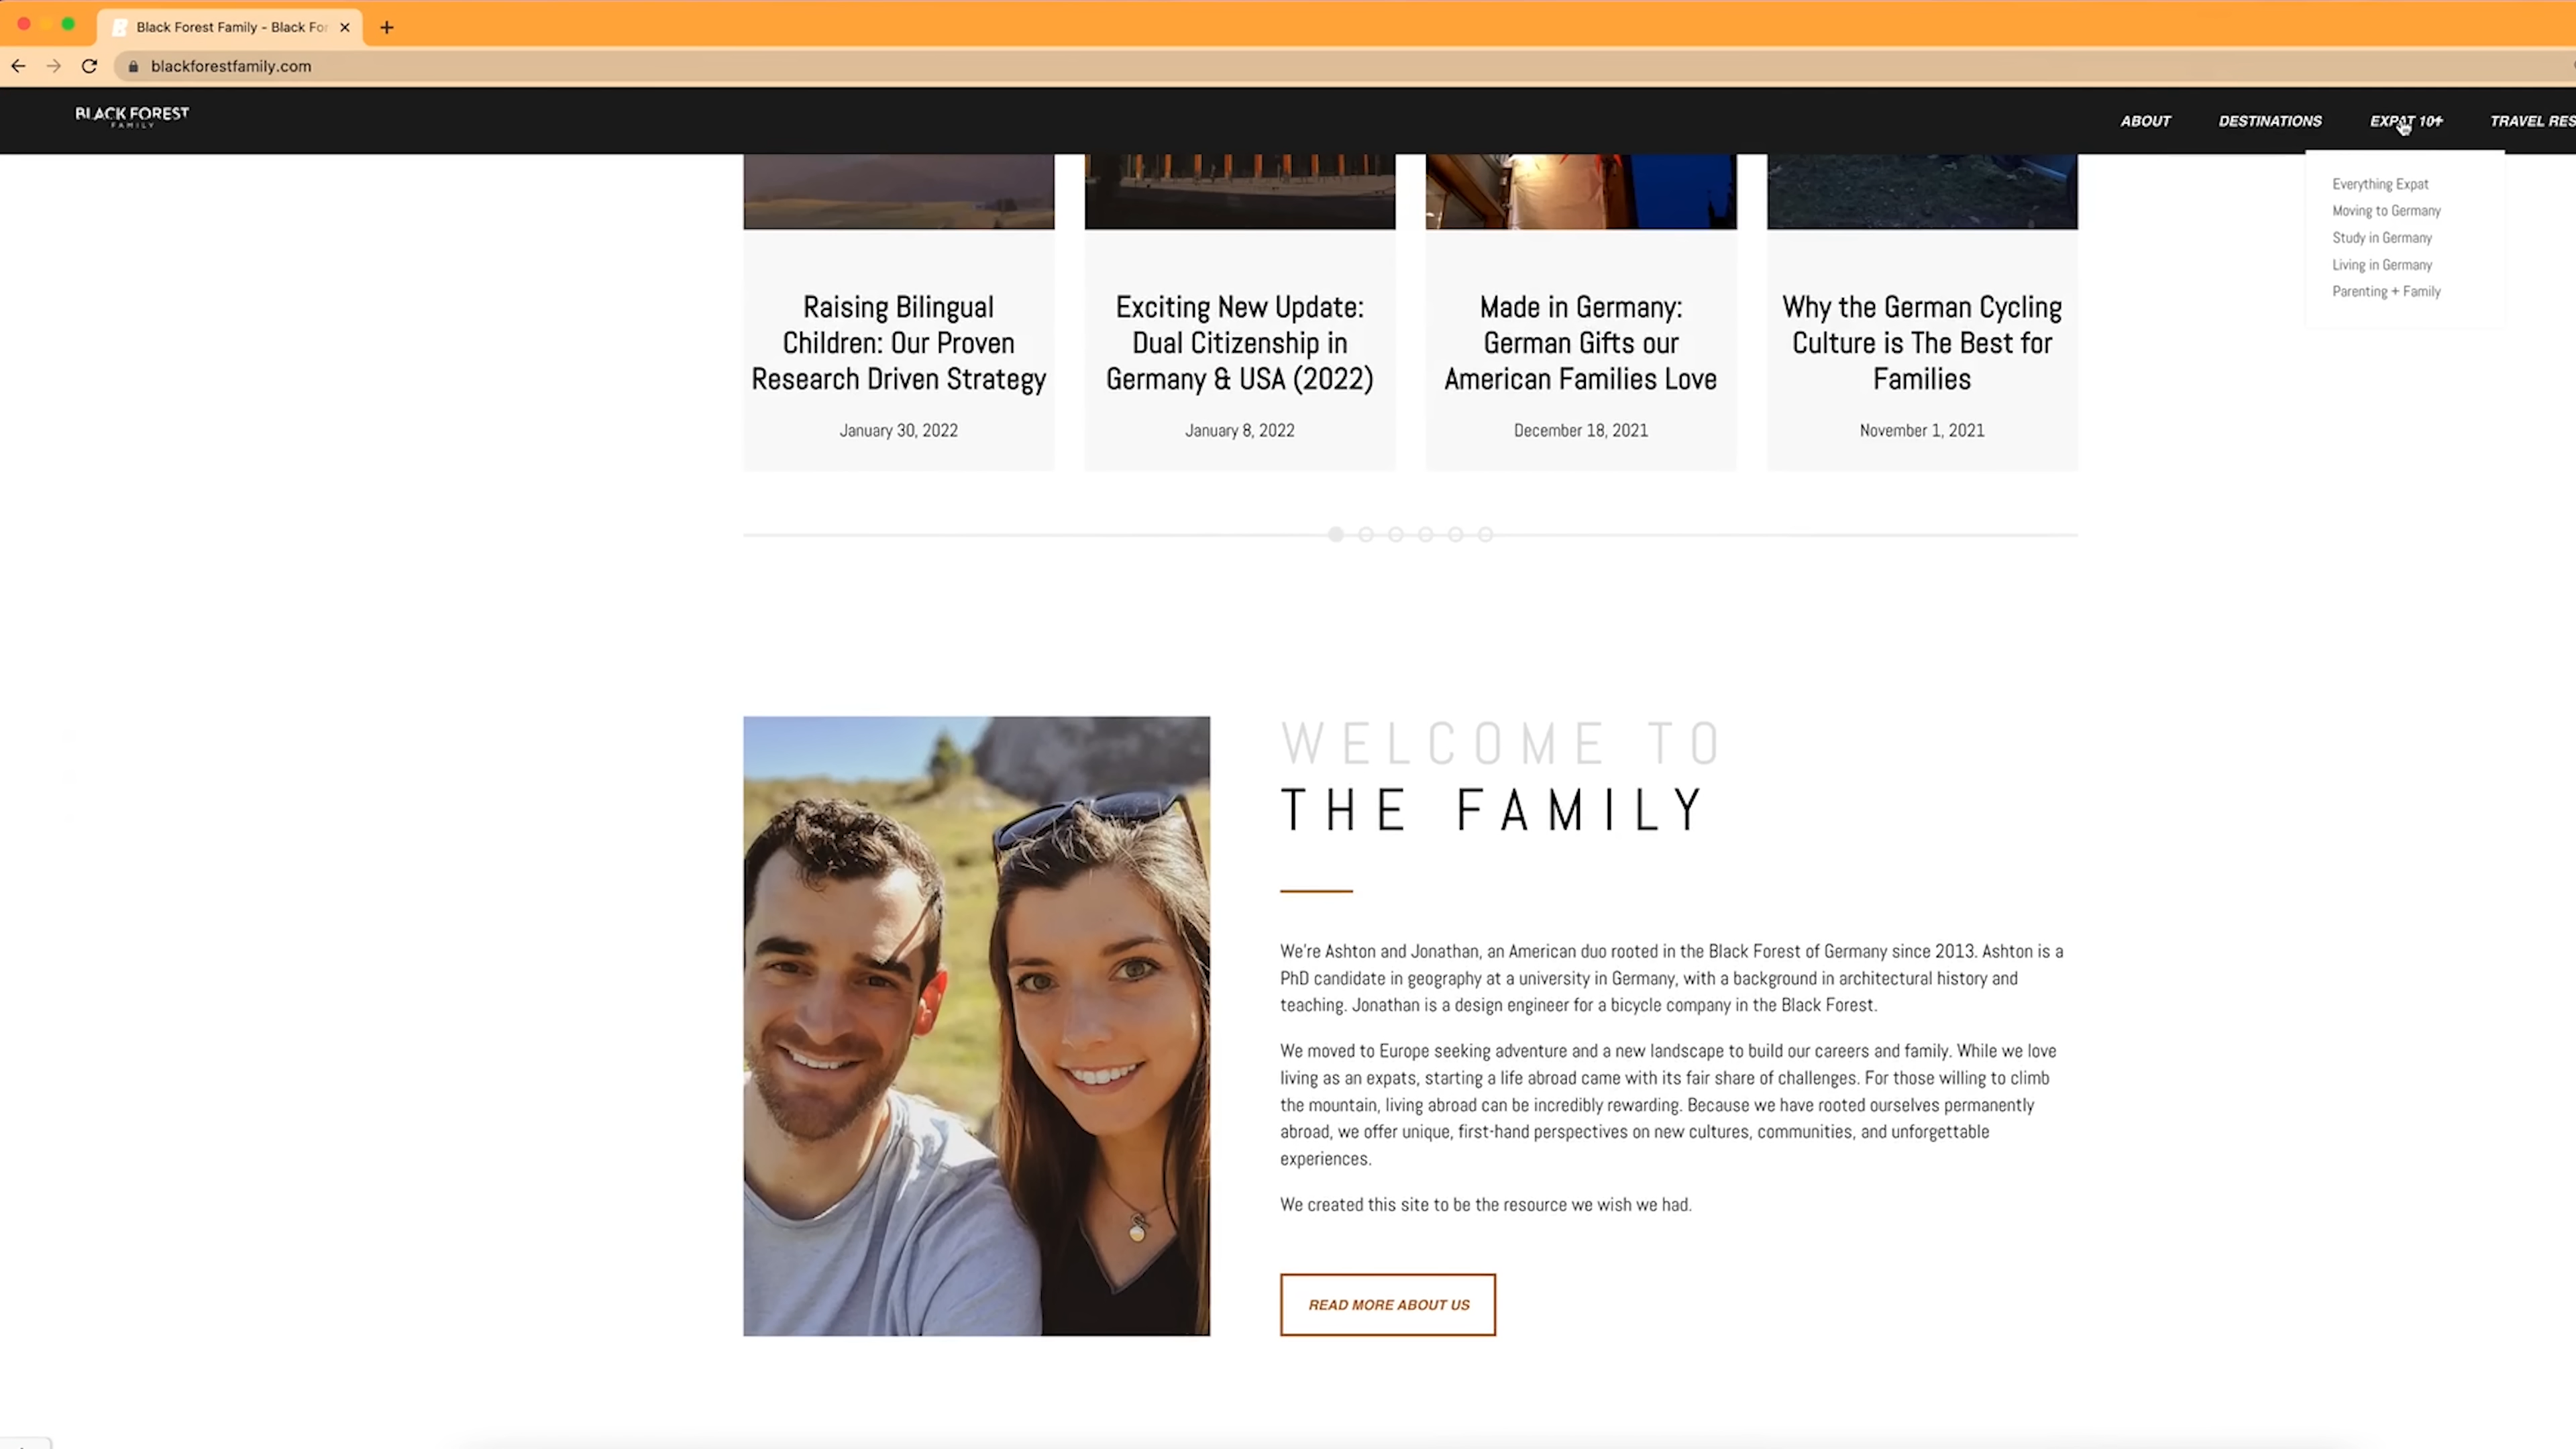 Black Forest Family - Black For
blackforestfamily.com
BLACK FOREST
FAMILY
ABOUT
DESTINATIONS
EXPAT 101
TRAVEL RES
Everything Expat
Moving to Germany
Study in Germany
Living in Germany
Parenting + Family
Raising Bilingual
Children: Our Proven
Research Driven Strategy
January 30, 2022
Exciting New Update:
Dual Citizenship in
Germany & USA (2022)
January 8, 2022
Made in Germany:
German Gifts our
American Families Love
December 18, 2021
Why the German Cycling
Culture is The Best for
Families
November 1, 2021
WELCOME TO
THE FAMILY
We're Ashton and Jonathan, an American duo rooted in the Black Forest of Germany since 2013. Ashton is a
PhD candidate in geography at a university in Germany, with a background in architectural history and
teaching. Jonathan is a design engineer for a bicycle company in the Black Forest.
We moved to Europe seeking adventure and a new landscape to build our careers and family. While we love
living as an expats, starting a life abroad came with its fair share of challenges. For those willing to climb
the mountain, living abroad can be incredibly rewarding. Because we have rooted ourselves permanently
abroad, we offer unique, first-hand perspectives on new cultures, communities, and unforgettable
experiences.
We created this site to be the resource we wish we had.
READ MORE ABOUT US